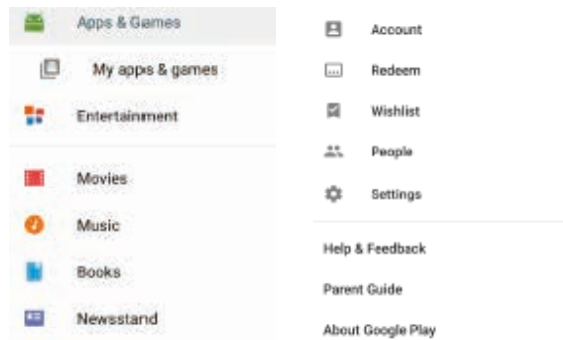 Apps & Games
My apps & games
Entertainment
Movies
Music
Books
Newsstand
Account
Redeem
Wishlist
People
Settings
Help & Feedback
Parent Guide
About Google Play